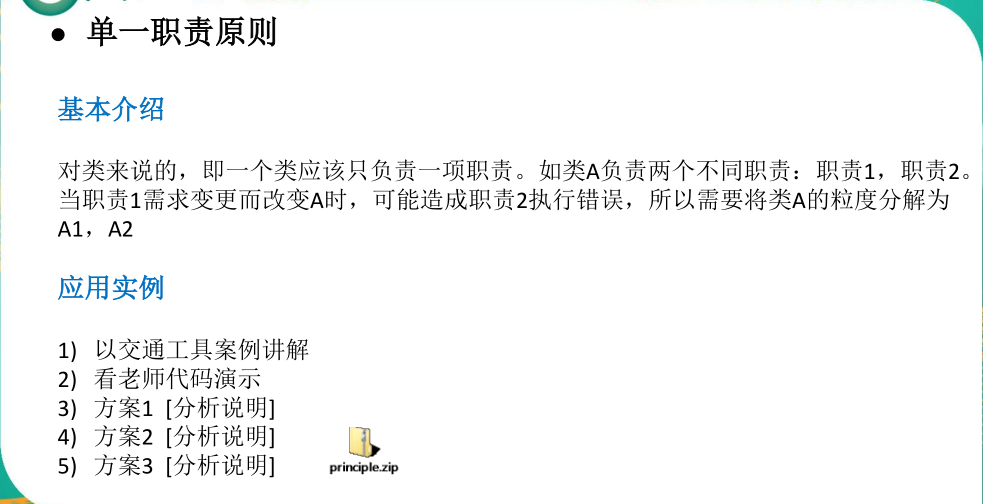 ● 单一职责原则
基本介绍
对类来说的，即一个类应该只负责一项职责。如类A负责两个不同职责：职责1，职责2。
当职责1需求变更而改变A时，可能造成职责2执行错误，所以需要将类A的粒度分解为
A1，A2
应用实例
1) 以交通工具案例讲解
2) 看老师代码演示
3) 方案1 [分析说明]
4) 方案2 [分析说明]
5) 方案3 [分析说明]
principle.zip